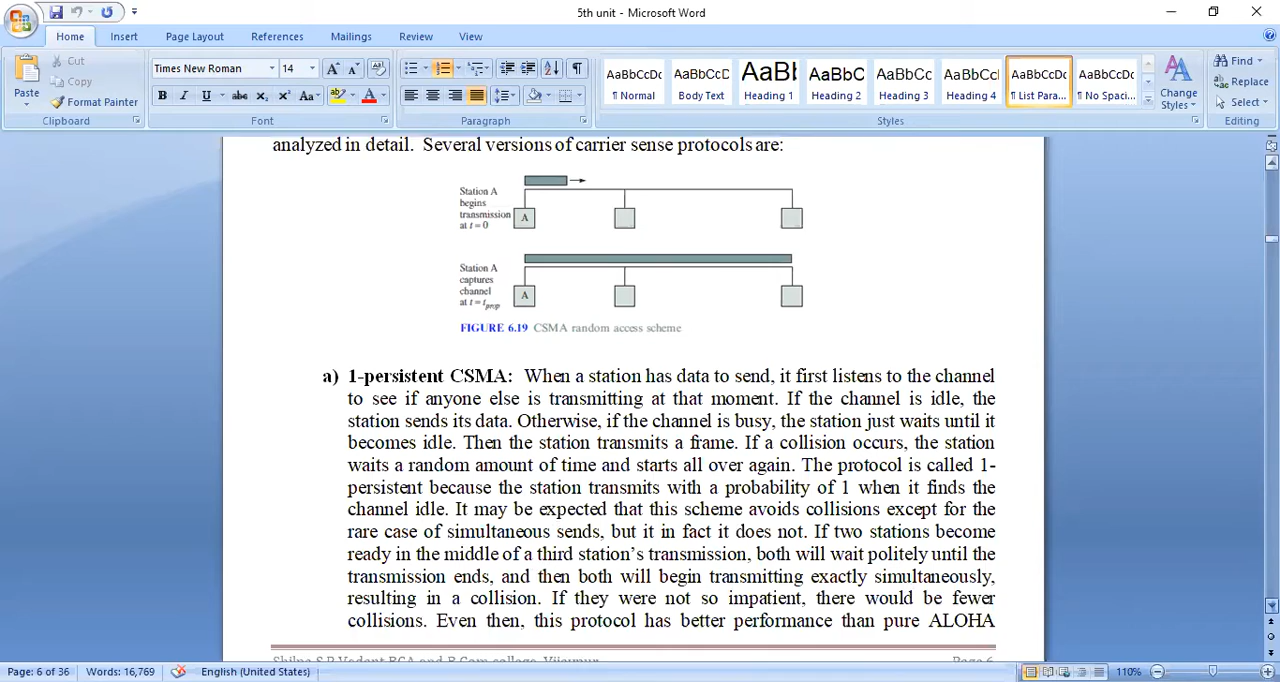 5th unit - Microsoft Word
Home Insert Page Layout References Mailings Review View
Paste
Cut
Copy
Format Painter
Clipboard
Times New Roman 14
Font
Paragraph
AaBbCcDc AaBbCcD AaBl AaBbC AaBbCc AaBbCcI AaBbCcDc AaBbCcDc
¶ Normal Body Text Heading 1 Heading 2 Heading 3 Heading 4 ¶ List Para... ¶ No Spaci...
Change
Styles
Styles
Find
Replace
Select
Editing
analyzed in detail. Several versions of carrier sense protocols are:
Station A
begins
transmission
at t = 0
A
Station A
captures
channel
at t = tprop
A
FIGURE 6.19 CSMA random access scheme
a) 1-persistent CSMA: When a station has data to send, it first listens to the channel
to see if anyone else is transmitting at that moment. If the channel is idle, the
station sends its data. Otherwise, if the channel is busy, the station just waits until it
becomes idle. Then the station transmits a frame. If a collision occurs, the station
waits a random amount of time and starts all over again. The protocol is called 1-
persistent because the station transmits with a probability of 1 when it finds the
channel idle. It may be expected that this scheme avoids collisions except for the
rare case of simultaneous sends, but it in fact it does not. If two stations become
ready in the middle of a third station's transmission, both will wait politely until the
transmission ends, and then both will begin transmitting exactly simultaneously,
resulting in a collision. If they were not so impatient, there would be fewer
collisions. Even then, this protocol has better performance than pure ALOHA
Page: 6 of 36 Words: 16,769 English (United States) 110%